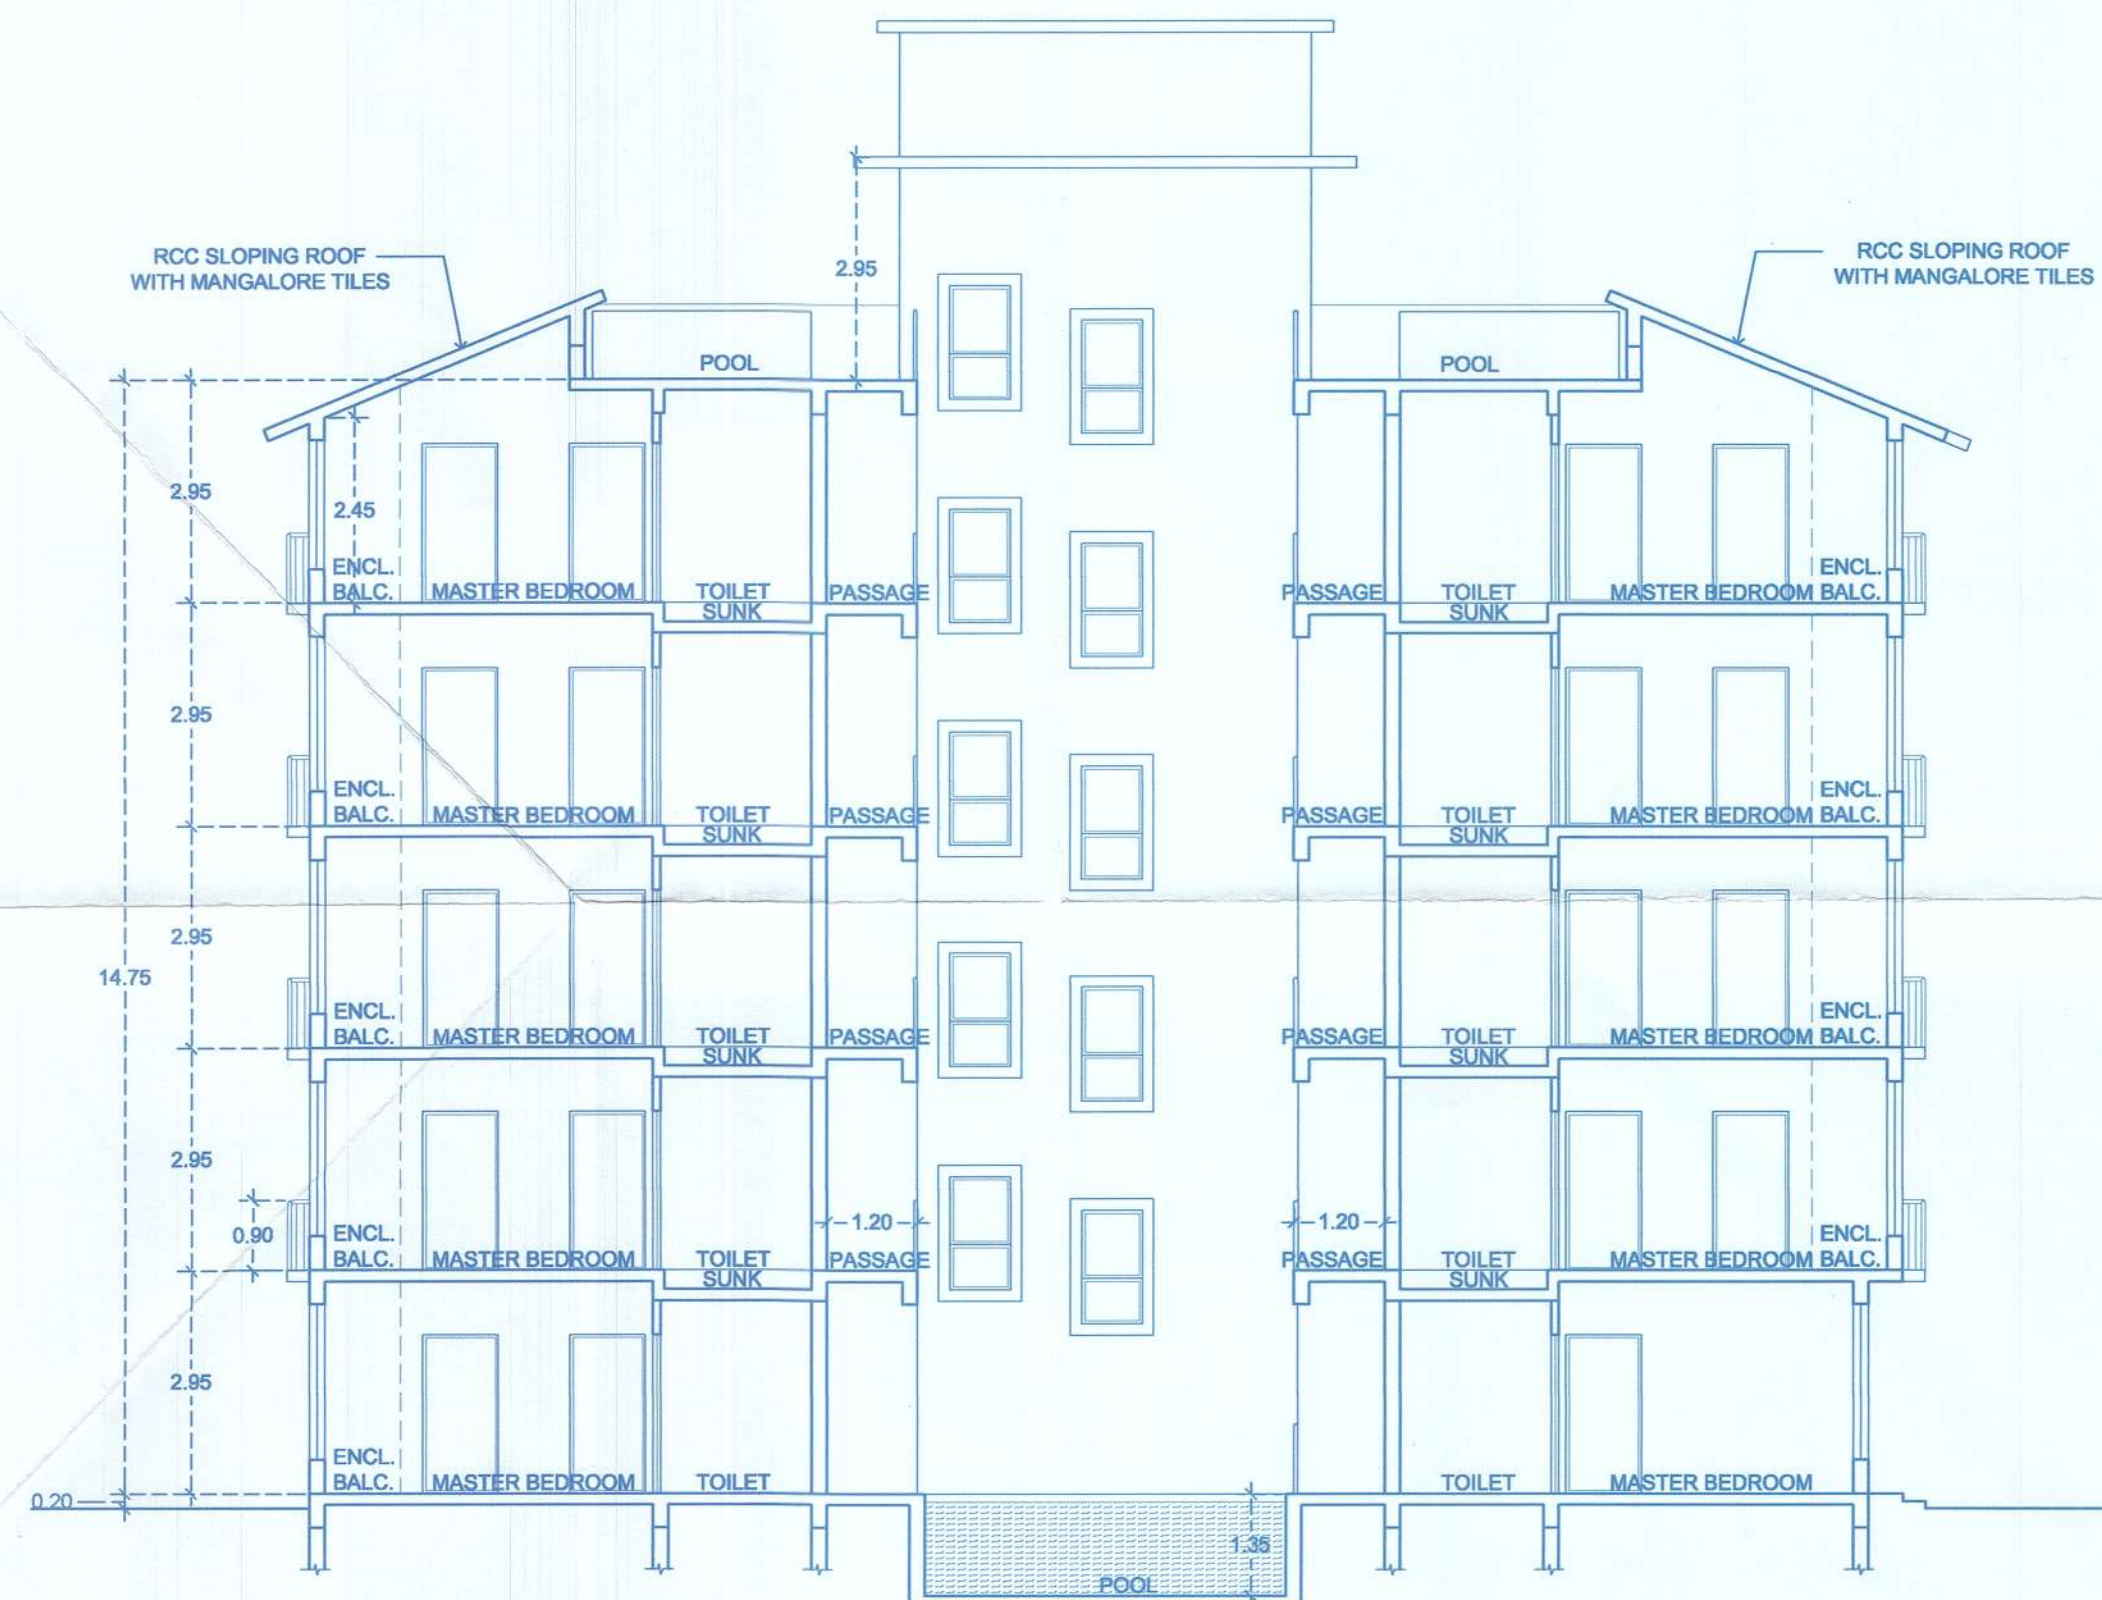 RCC SLOPING ROOF
WITH MANGALORE TILES
2.95
RCC SLOPING ROOF
WITH MANGALORE TILES
POOL
POOL
2.95
2.45
ENCL.
BALC.
MASTER BEDROOM
TOILET
SUNK
PASSAGE
PASSAGE
TOILET
SUNK
MASTER BEDROOM
ENCL.
BALC.
2.95
ENCL.
BALC.
MASTER BEDROOM
TOILET
SUNK
PASSAGE
PASSAGE
TOILET
SUNK
MASTER BEDROOM
ENCL.
BALC.
2.95
14.75
ENCL.
BALC.
MASTER BEDROOM
TOILET
SUNK
PASSAGE
PASSAGE
TOILET
SUNK
MASTER BEDROOM
ENCL.
BALC.
2.95
0.90
ENCL.
BALC.
MASTER BEDROOM
TOILET
SUNK
1.20
PASSAGE
1.20
PASSAGE
TOILET
SUNK
MASTER BEDROOM
ENCL.
BALC.
2.95
ENCL.
BALC.
MASTER BEDROOM
TOILET
TOILET
MASTER BEDROOM
0.20
1.35
POOL